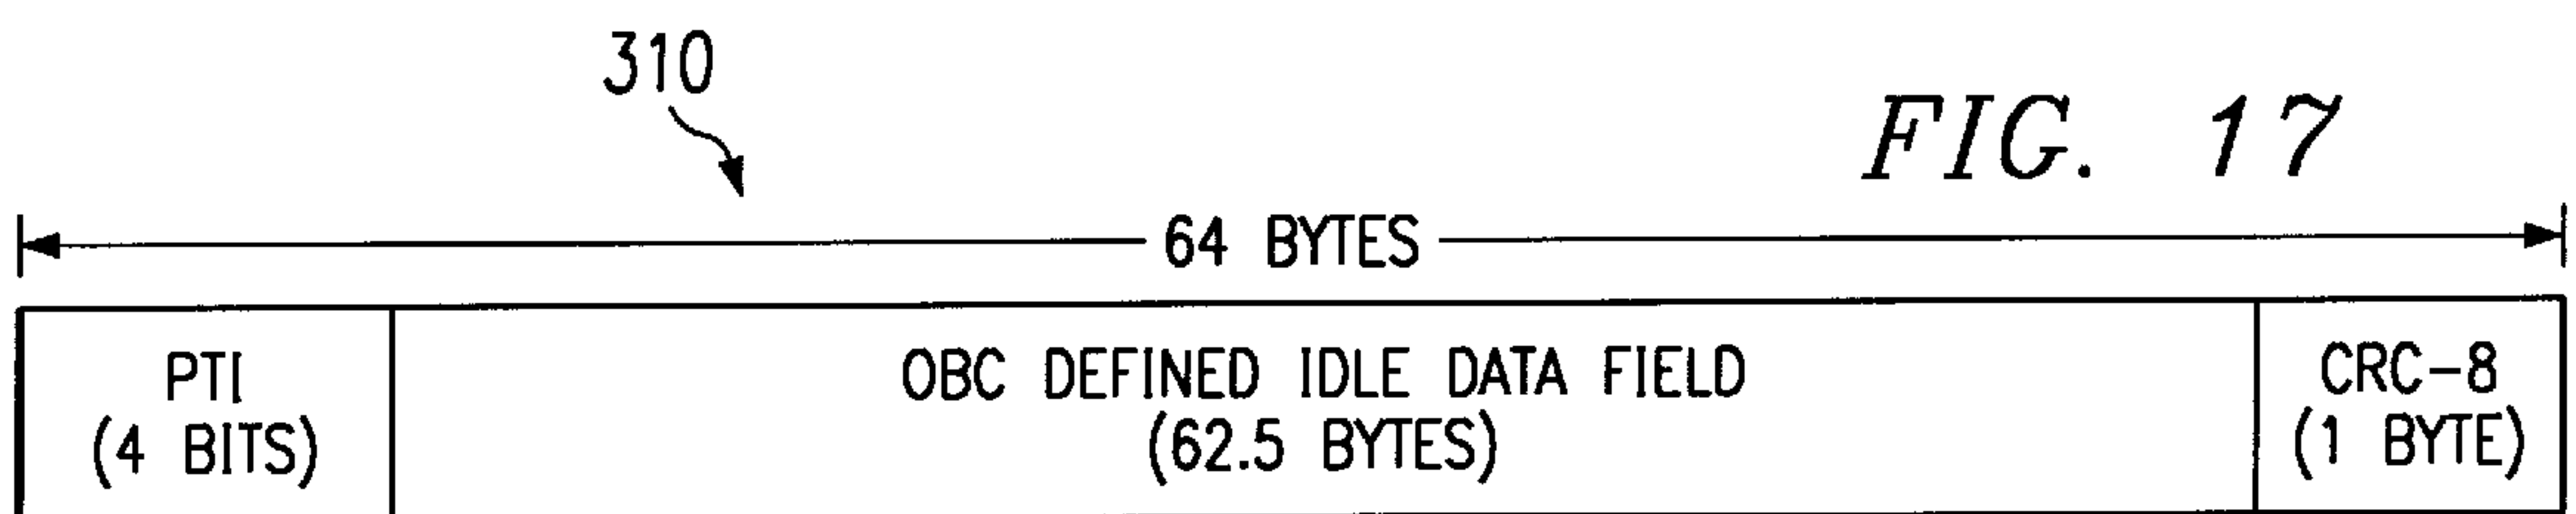 310
FIG. 17
64 BYTES
PTI
(4 BITS)
OBC DEFINED IDLE DATA FIELD
(62.5 BYTES)
CRC-8
(1 BYTE)